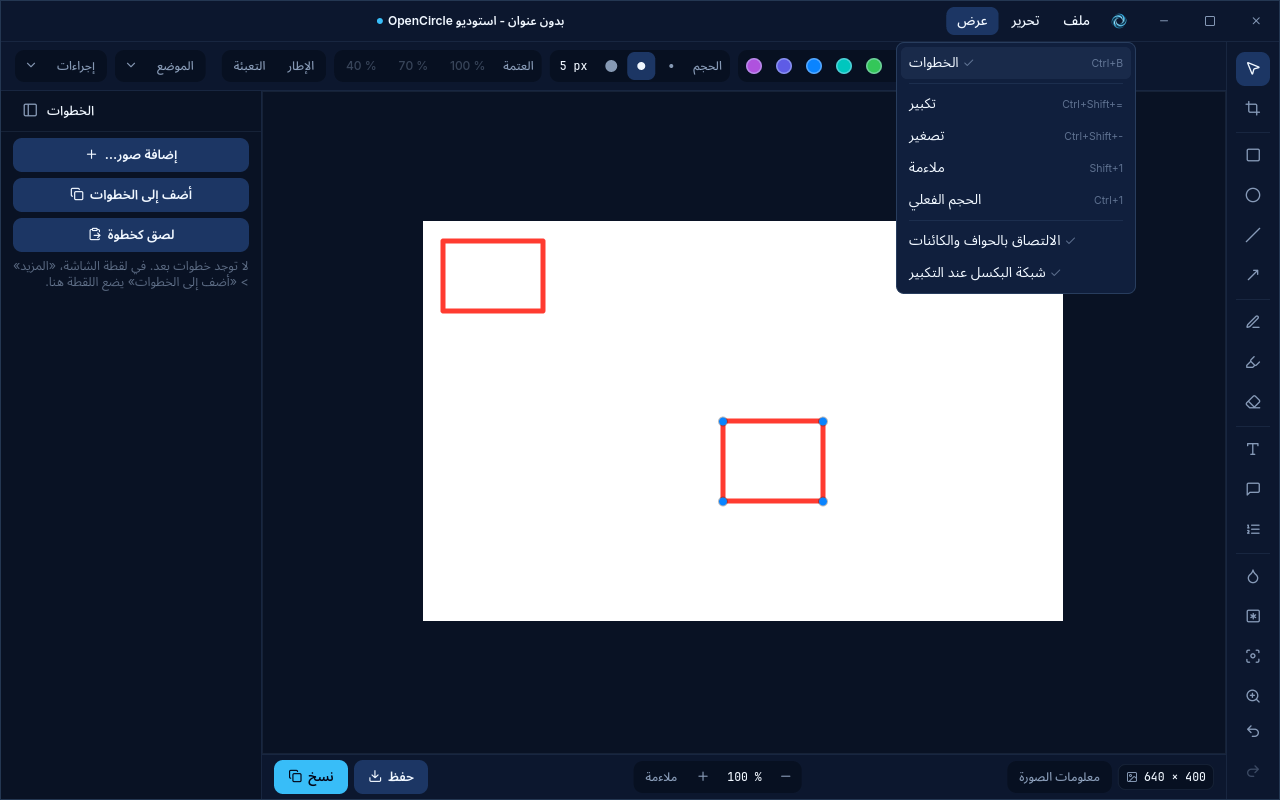 ملف
تحرير
عرض
بدون عنوان - استوديو OpenCircle
الحجم
5 px
العتمة
100 %
70 %
40 %
الإطار
التعبئة
الموضع
إجراءات
الخطوات
Ctrl+B
تكبير
Ctrl+Shift+=
تصغير
Ctrl+Shift+-
ملاءمة
Shift+1
الحجم الفعلي
Ctrl+1
الالتصاق بالحواف والكائنات
شبكة البكسل عند التكبير
الخطوات
إضافة صور...
أضف إلى الخطوات
لصق كخطوة
لا توجد خطوات بعد. في لقطة الشاشة، «المزيد»
> «أضف إلى الخطوات» يضع اللقطة هنا.
640 × 400
معلومات الصورة
100 %
ملاءمة
حفظ
نسخ